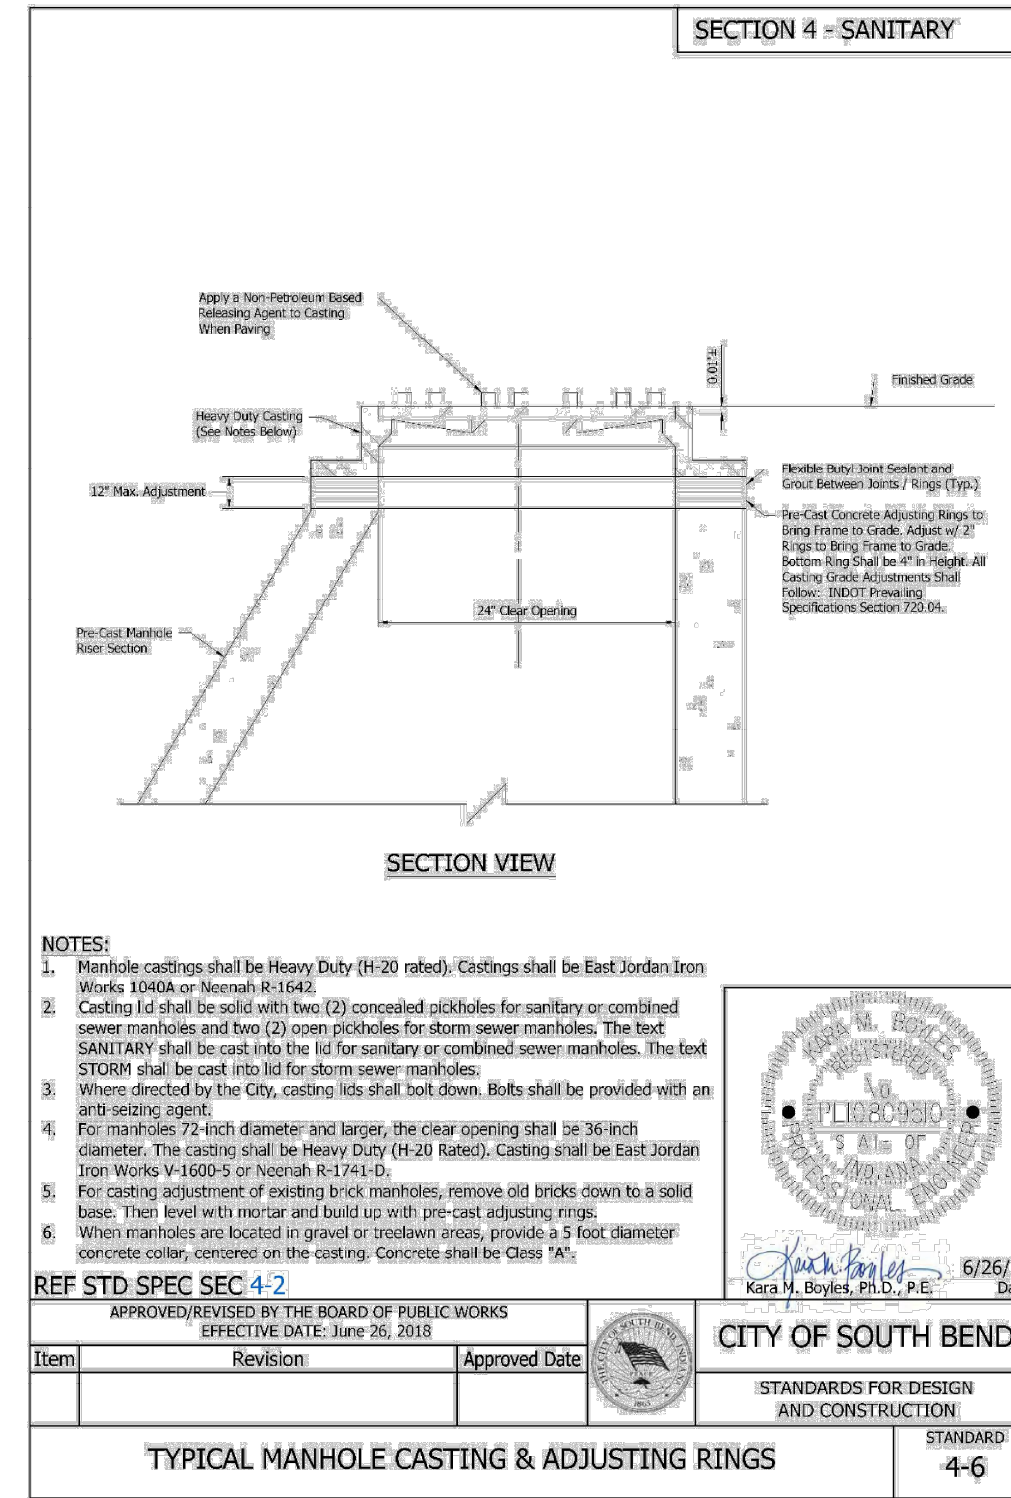 SECTION 4 - SANITARY
Apply a Non-Petroleum Based
Releasing Agent to Casting
When Paving
0.01'±
Finished Grade
Heavy Duty Casting
(See Notes Below)
12" Max. Adjustment
Flexible Butyl Joint Sealant and
Grout Between Joints / Rings (Typ.)
Pre-Cast Concrete Adjusting Rings to
Bring Frame to Grade. Adjust w/ 2"
Rings to Bring Frame to Grade.
Bottom Ring Shall be 4" in Height. All
Casting Grade Adjustments Shall
Follow: INDOT Prevailing
Specifications Section 720.04.
24" Clear Opening
Pre-Cast Manhole
Riser Section
SECTION VIEW
NOTES:
1. Manhole castings shall be Heavy Duty (H-20 rated). Castings shall be East Jordan Iron
Works 1040A or Neenah R-1642.
2. Casting lid shall be solid with two (2) concealed pickholes for sanitary or combined
sewer manholes and two (2) open pickholes for storm sewer manholes. The text
SANITARY shall be cast into the lid for sanitary or combined sewer manholes. The text
STORM shall be cast into lid for storm sewer manholes.
3. Where directed by the City, casting lids shall bolt down. Bolts shall be provided with an
anti-seizing agent.
4. For manholes 72-inch diameter and larger, the clear opening shall be 36-inch
diameter. The casting shall be Heavy Duty (H-20 Rated). Casting shall be East Jordan
Iron Works V-1600-5 or Neenah R-1741-D.
5. For casting adjustment of existing brick manholes, remove old bricks down to a solid
base. Then level with mortar and build up with pre-cast adjusting rings.
6. When manholes are located in gravel or treelawn areas, provide a 5 foot diameter
concrete collar, centered on the casting. Concrete shall be Class "A".
REF STD SPEC SEC 4-2
KARA M. BOYLES
REGISTERED
No
PE10809510
STATE OF
INDIANA
PROFESSIONAL ENGINEER
Kara M. Boyles
6/26/
Kara M. Boyles, Ph.D., P.E.
Da
APPROVED/REVISED BY THE BOARD OF PUBLIC WORKS
EFFECTIVE DATE: June 26, 2018
Item Revision Approved Date
THE CITY OF SOUTH BEND INDIANA
1865
CITY OF SOUTH BEND
STANDARDS FOR DESIGN
AND CONSTRUCTION
TYPICAL MANHOLE CASTING & ADJUSTING RINGS
STANDARD
4-6